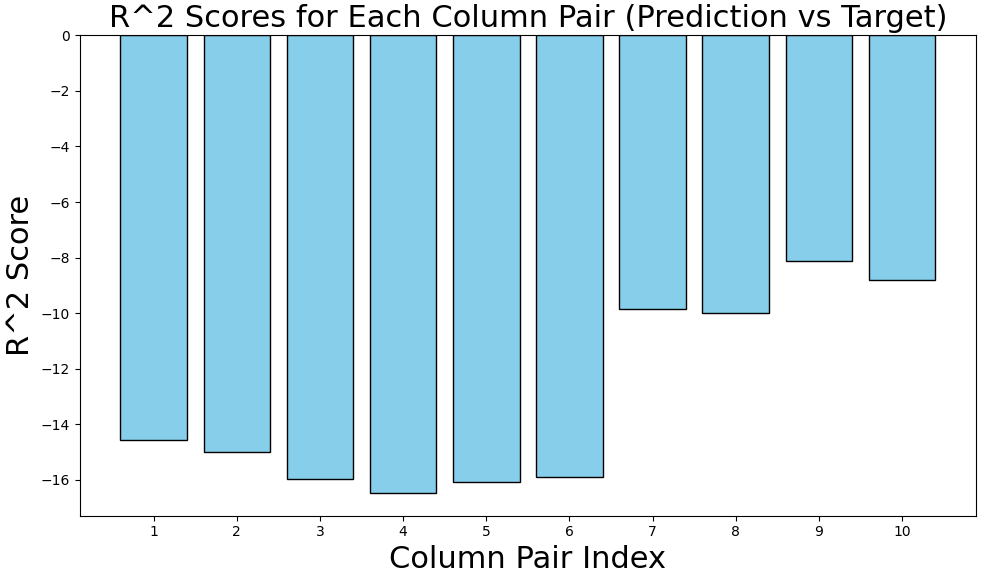 R^2 Scores for Each Column Pair (Prediction vs Target)
R^2 Score
0
−2
−4
−6
−8
−10
−12
−14
−16
1 2 3 4 5 6 7 8 9 10
Column Pair Index